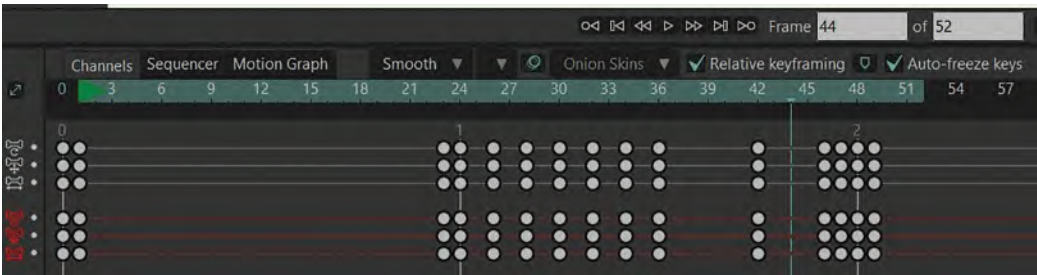 Frame 44 of 52
Channels Sequencer Motion Graph Smooth Onion Skins Relative keyframing Auto-freeze keys
0 3 6 9 12 15 18 21 24 27 30 33 36 39 42 45 48 51 54 57
0 1 2